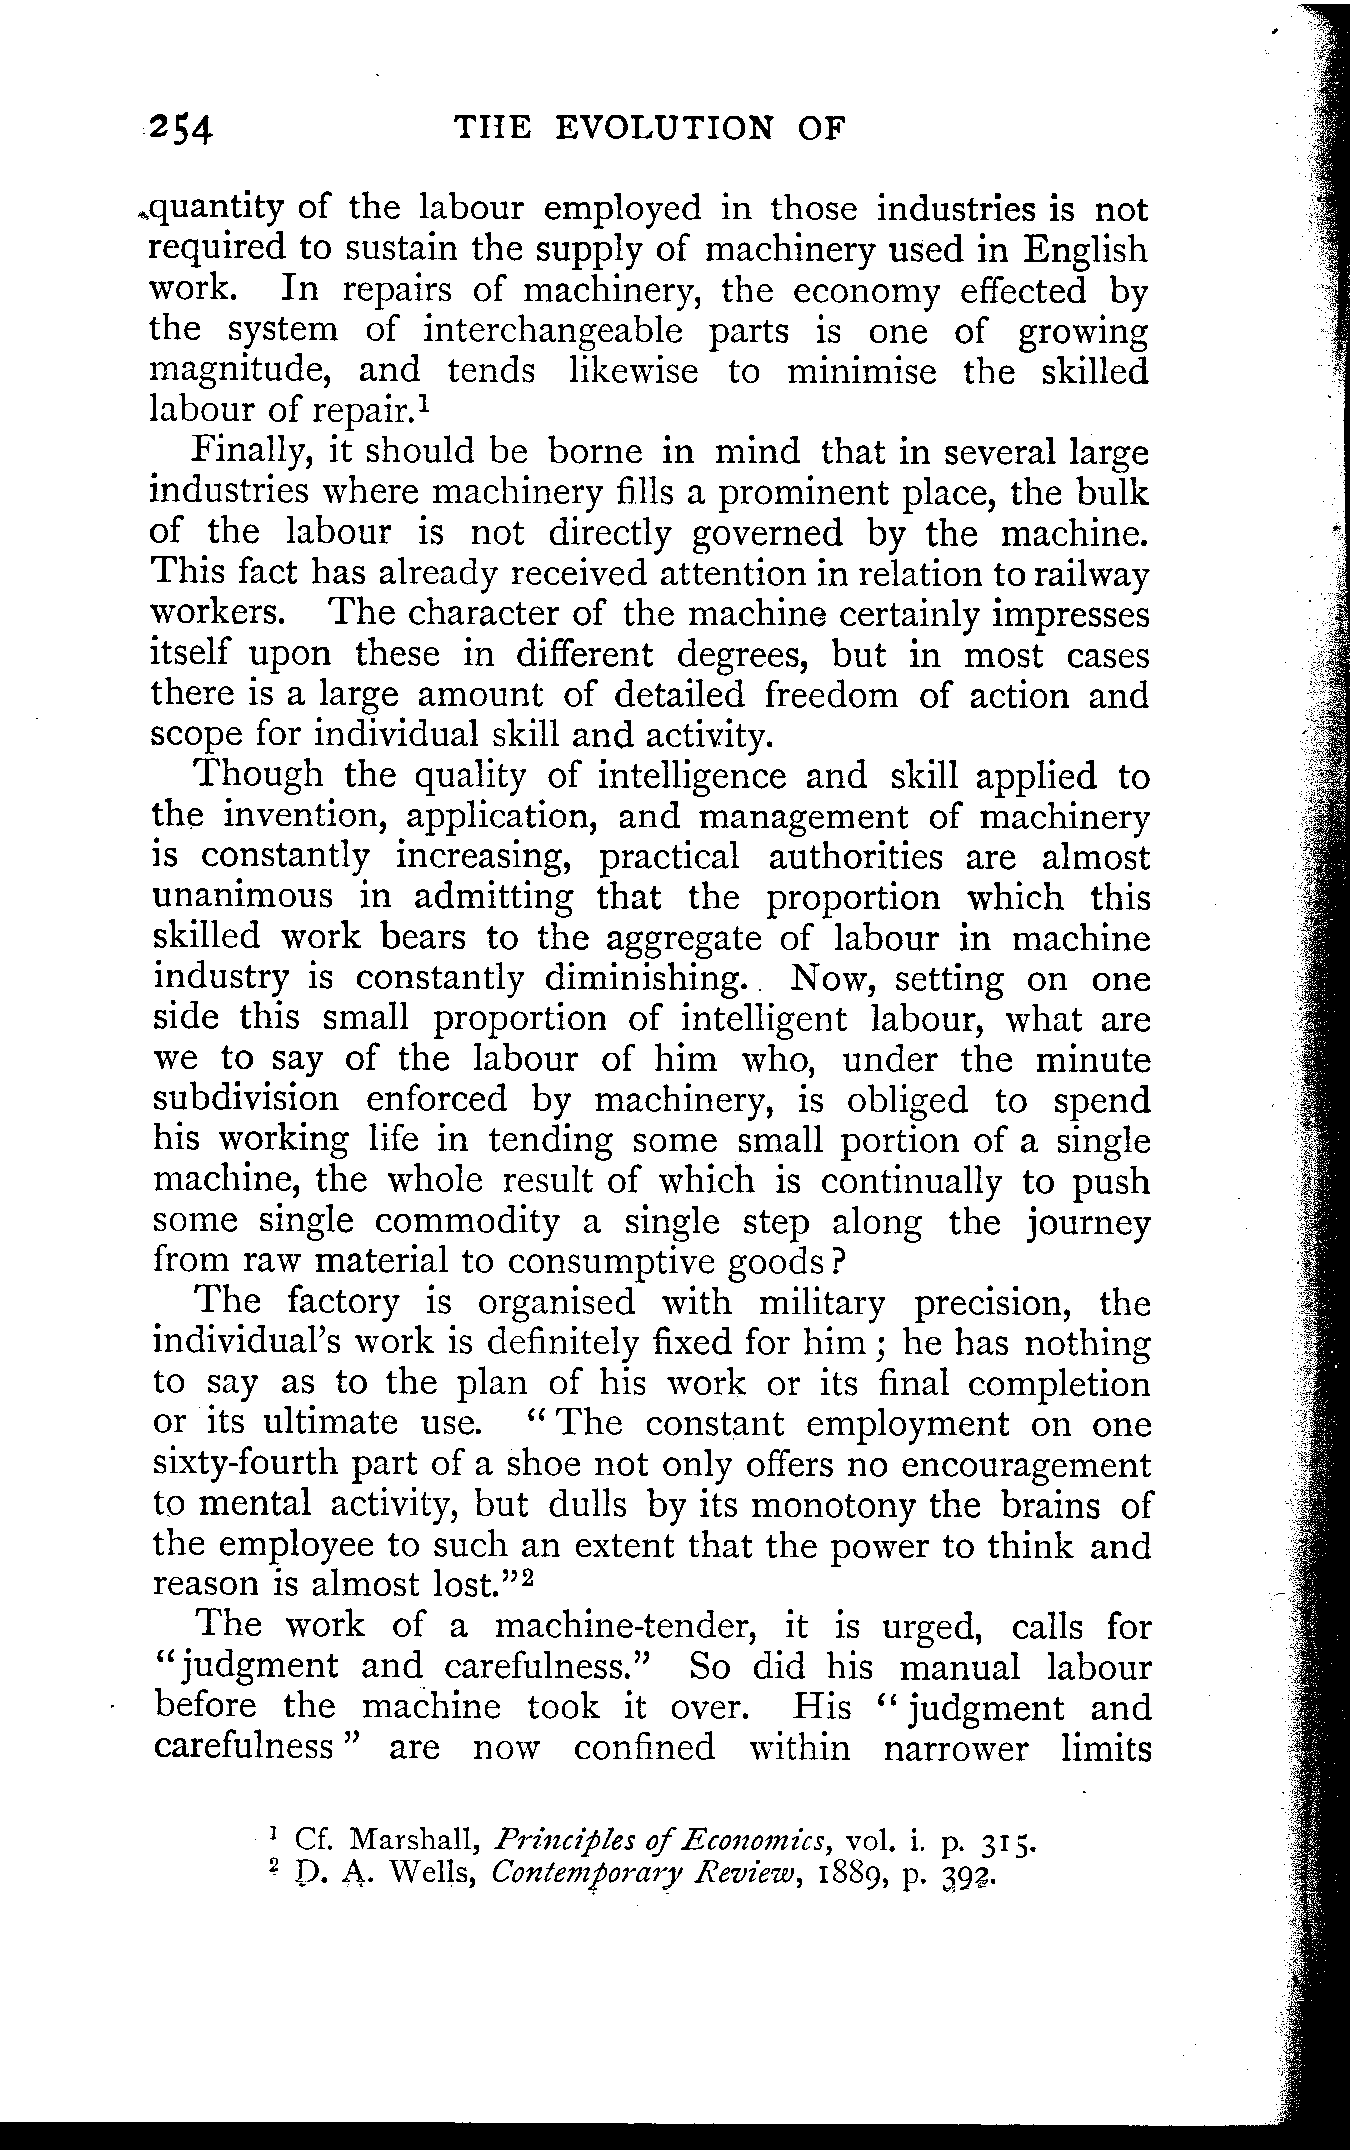 254 THE EVOLUTION OF
quantity of the labour employed in those industries is not
required to sustain the supply of machinery used in English
work. In repairs of machinery, the economy effected by
the system of interchangeable parts is one of growing
magnitude, and tends likewise to minimise the skilled
labour of repair.¹
Finally, it should be borne in mind that in several large
industries where machinery fills a prominent place, the bulk
of the labour is not directly governed by the machine.
This fact has already received attention in relation to railway
workers. The character of the machine certainly impresses
itself upon these in different degrees, but in most cases
there is a large amount of detailed freedom of action and
scope for individual skill and activity.
Though the quality of intelligence and skill applied to
the invention, application, and management of machinery
is constantly increasing, practical authorities are almost
unanimous in admitting that the proportion which this
skilled work bears to the aggregate of labour in machine
industry is constantly diminishing. Now, setting on one
side this small proportion of intelligent labour, what are
we to say of the labour of him who, under the minute
subdivision enforced by machinery, is obliged to spend
his working life in tending some small portion of a single
machine, the whole result of which is continually to push
some single commodity a single step along the journey
from raw material to consumptive goods?
The factory is organised with military precision, the
individual's work is definitely fixed for him; he has nothing
to say as to the plan of his work or its final completion
or its ultimate use. "The constant employment on one
sixty-fourth part of a shoe not only offers no encouragement
to mental activity, but dulls by its monotony the brains of
the employee to such an extent that the power to think and
reason is almost lost."²
The work of a machine-tender, it is urged, calls for
"judgment and carefulness." So did his manual labour
before the machine took it over. His "judgment and
carefulness" are now confined within narrower limits
¹ Cf. Marshall, Principles of Economics, vol. i. p. 315.
² D. A. Wells, Contemporary Review, 1889, p. 392.